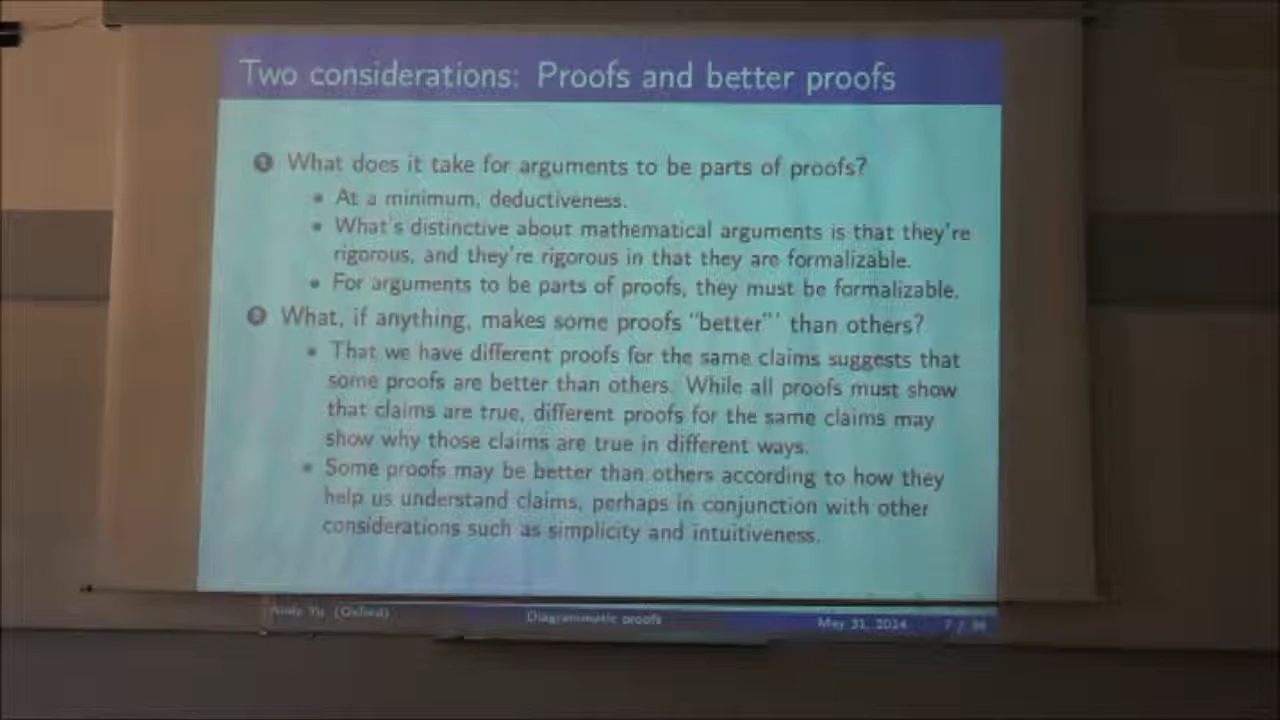 Two considerations: Proofs and better proofs
1 What does it take for arguments to be parts of proofs?
• At a minimum, deductiveness.
• What's distinctive about mathematical arguments is that they're
rigorous, and they're rigorous in that they are formalizable.
• For arguments to be parts of proofs, they must be formalizable.
2 What, if anything, makes some proofs "better"' than others?
• That we have different proofs for the same claims suggests that
some proofs are better than others. While all proofs must show
that claims are true, different proofs for the same claims may
show why those claims are true in different ways.
• Some proofs may be better than others according to how they
help us understand claims, perhaps in conjunction with other
considerations such as simplicity and intuitiveness.
Andy Yu (Oxford) Diagrammatic proofs May 31, 2014 7 /